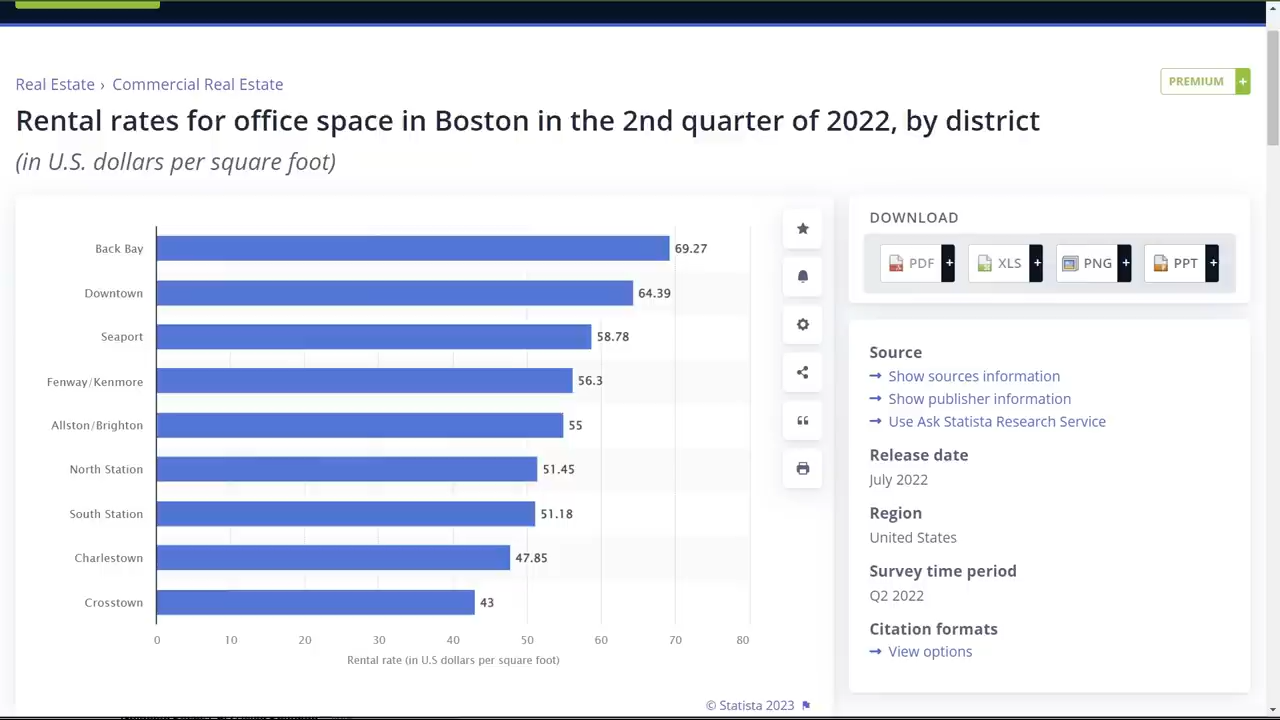 Real Estate › Commercial Real Estate
PREMIUM +
Rental rates for office space in Boston in the 2nd quarter of 2022, by district
(in U.S. dollars per square foot)
Back Bay 69.27
Downtown 64.39
Seaport 58.78
Fenway/Kenmore 56.3
Allston/Brighton 55
North Station 51.45
South Station 51.18
Charlestown 47.85
Crosstown 43
0 10 20 30 40 50 60 70 80
Rental rate (in U.S dollars per square foot)
© Statista 2023
DOWNLOAD
PDF + XLS + PNG + PPT +
Source
→ Show sources information
→ Show publisher information
→ Use Ask Statista Research Service
Release date
July 2022
Region
United States
Survey time period
Q2 2022
Citation formats
→ View options